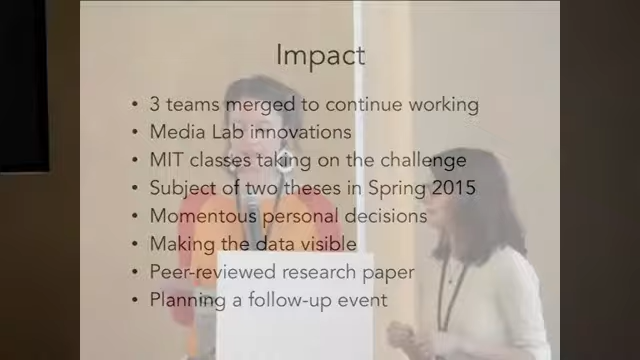 Impact
• 3 teams merged to continue working
• Media Lab innovations
• MIT classes taking on the challenge
• Subject of two theses in Spring 2015
• Momentous personal decisions
• Making the data visible
• Peer-reviewed research paper
• Planning a follow-up event